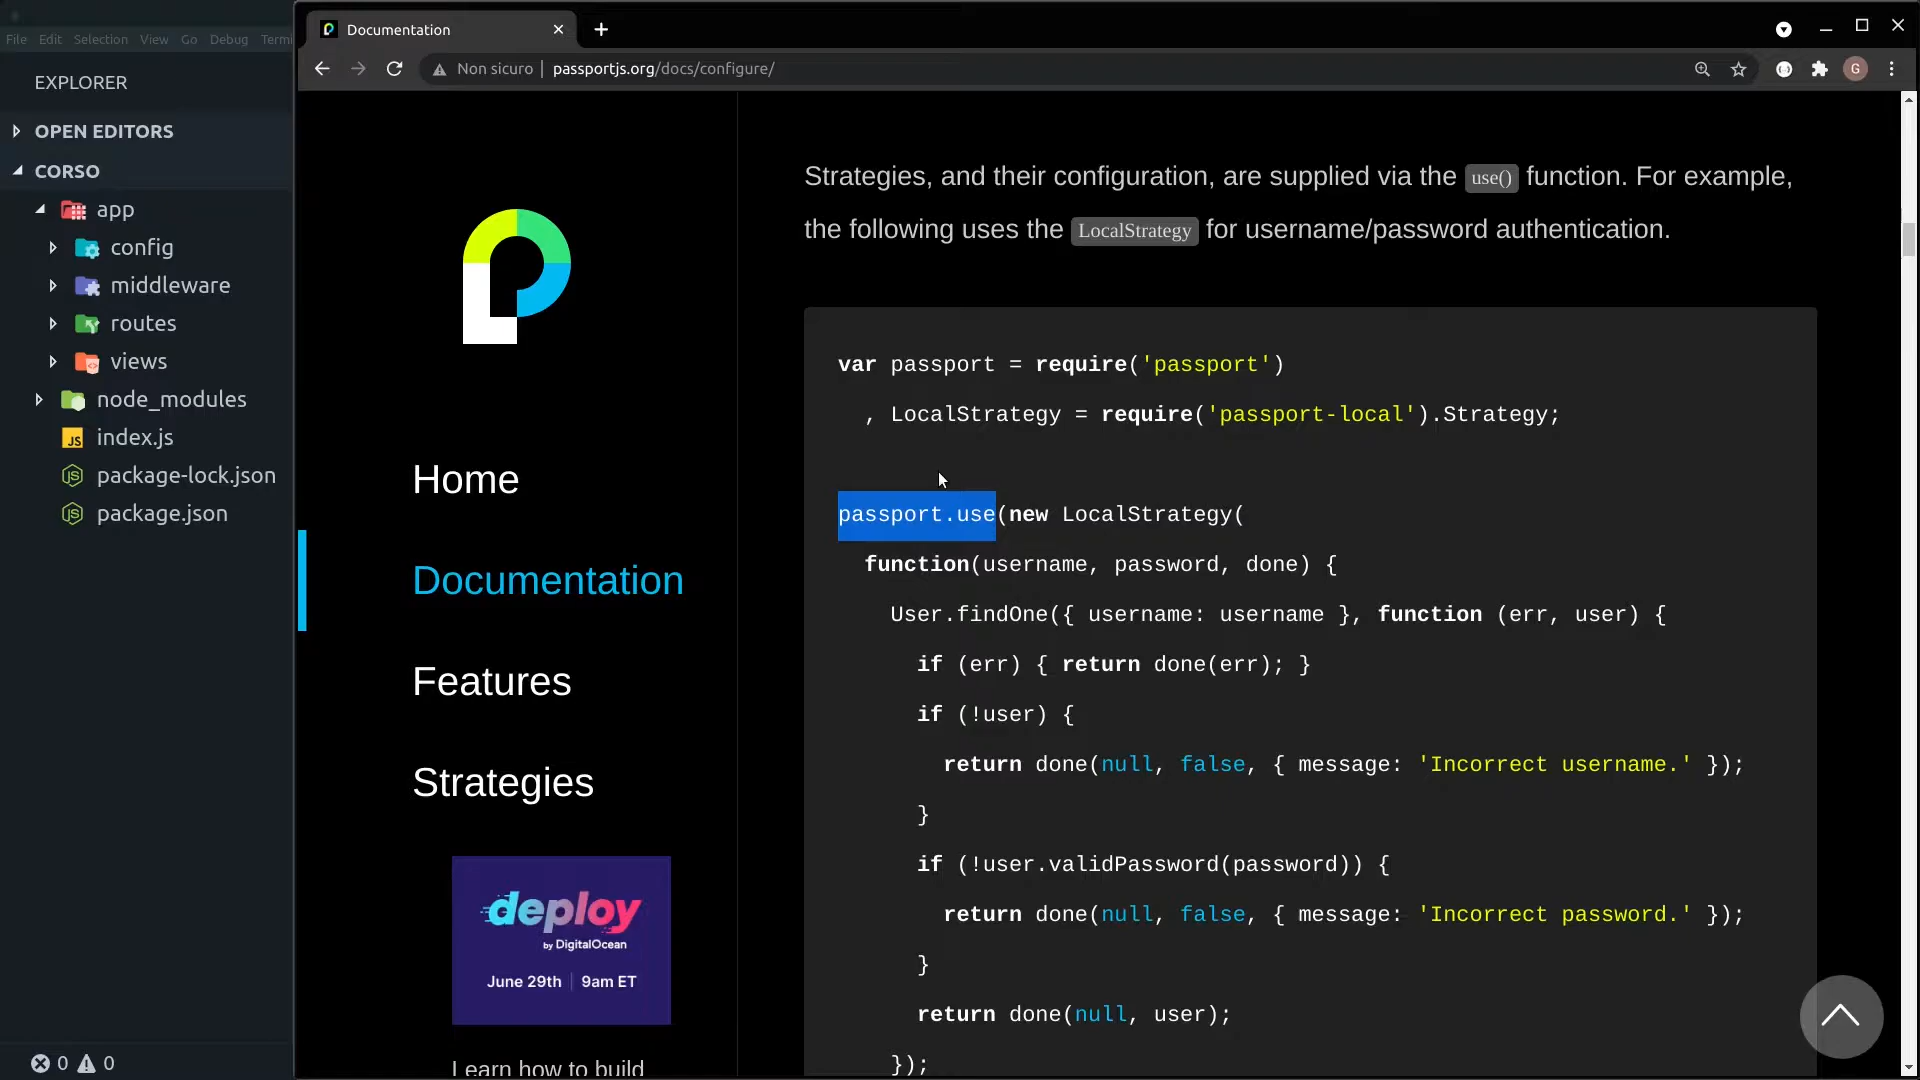 File Edit Selection View Go Debug Termi
EXPLORER
OPEN EDITORS
CORSO
app
config
middleware
routes
views
node_modules
index.js
package-lock.json
package.json
0 0
Documentation
Non sicuro | passportjs.org/docs/configure/
G
Home
Documentation
Features
Strategies
deploy
by DigitalOcean
June 29th | 9am ET
Learn how to build
Strategies, and their configuration, are supplied via the use() function. For example,
the following uses the LocalStrategy for username/password authentication.
var passport = require('passport')
, LocalStrategy = require('passport-local').Strategy;
passport.use(new LocalStrategy(
function(username, password, done) {
User.findOne({ username: username }, function (err, user) {
if (err) { return done(err); }
if (!user) {
return done(null, false, { message: 'Incorrect username.' });
}
if (!user.validPassword(password)) {
return done(null, false, { message: 'Incorrect password.' });
}
return done(null, user);
});